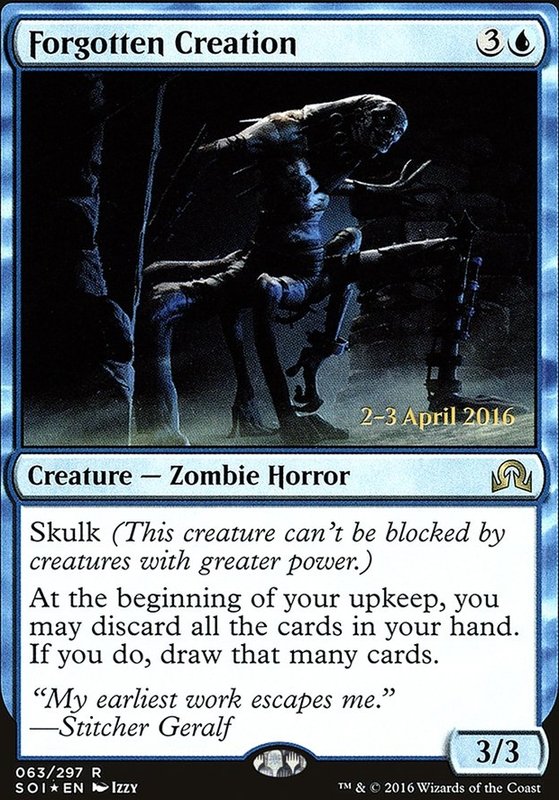 Forgotten Creation 3
2-3 April 2016
Creature — Zombie Horror
Skulk (This creature can't be blocked by
creatures with greater power.)
At the beginning of your upkeep, you
may discard all the cards in your hand.
If you do, draw that many cards.
“My earliest work escapes me.”
—Stitcher Geralf
3/3
063/297 R
SOI★EN Izzy
™ & © 2016 Wizards of the Coast